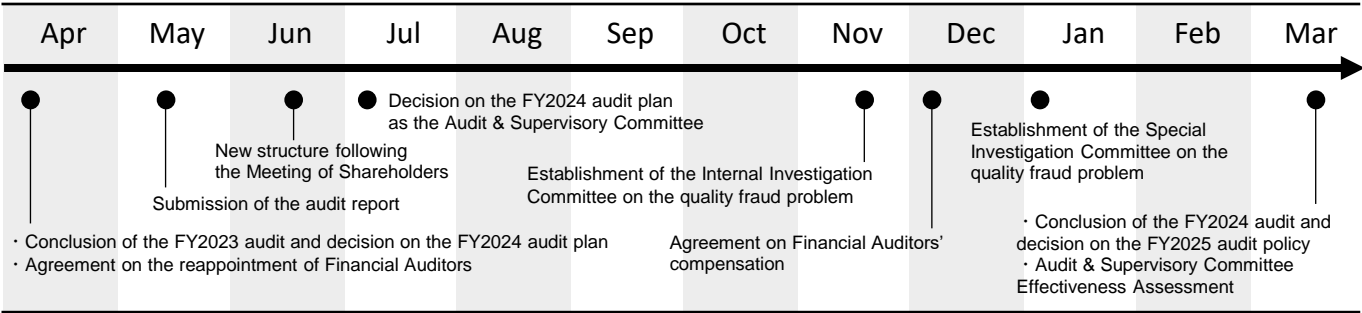 Apr May Jun Jul Aug Sep Oct Nov Dec Jan Feb Mar
Decision on the FY2024 audit plan
as the Audit & Supervisory Committee
New structure following
the Meeting of Shareholders
Submission of the audit report
・Conclusion of the FY2023 audit and decision on the FY2024 audit plan
・Agreement on the reappointment of Financial Auditors
Establishment of the Internal Investigation
Committee on the quality fraud problem
Agreement on Financial Auditors’
compensation
Establishment of the Special
Investigation Committee on the
quality fraud problem
・Conclusion of the FY2024 audit and
decision on the FY2025 audit policy
・Audit & Supervisory Committee
Effectiveness Assessment